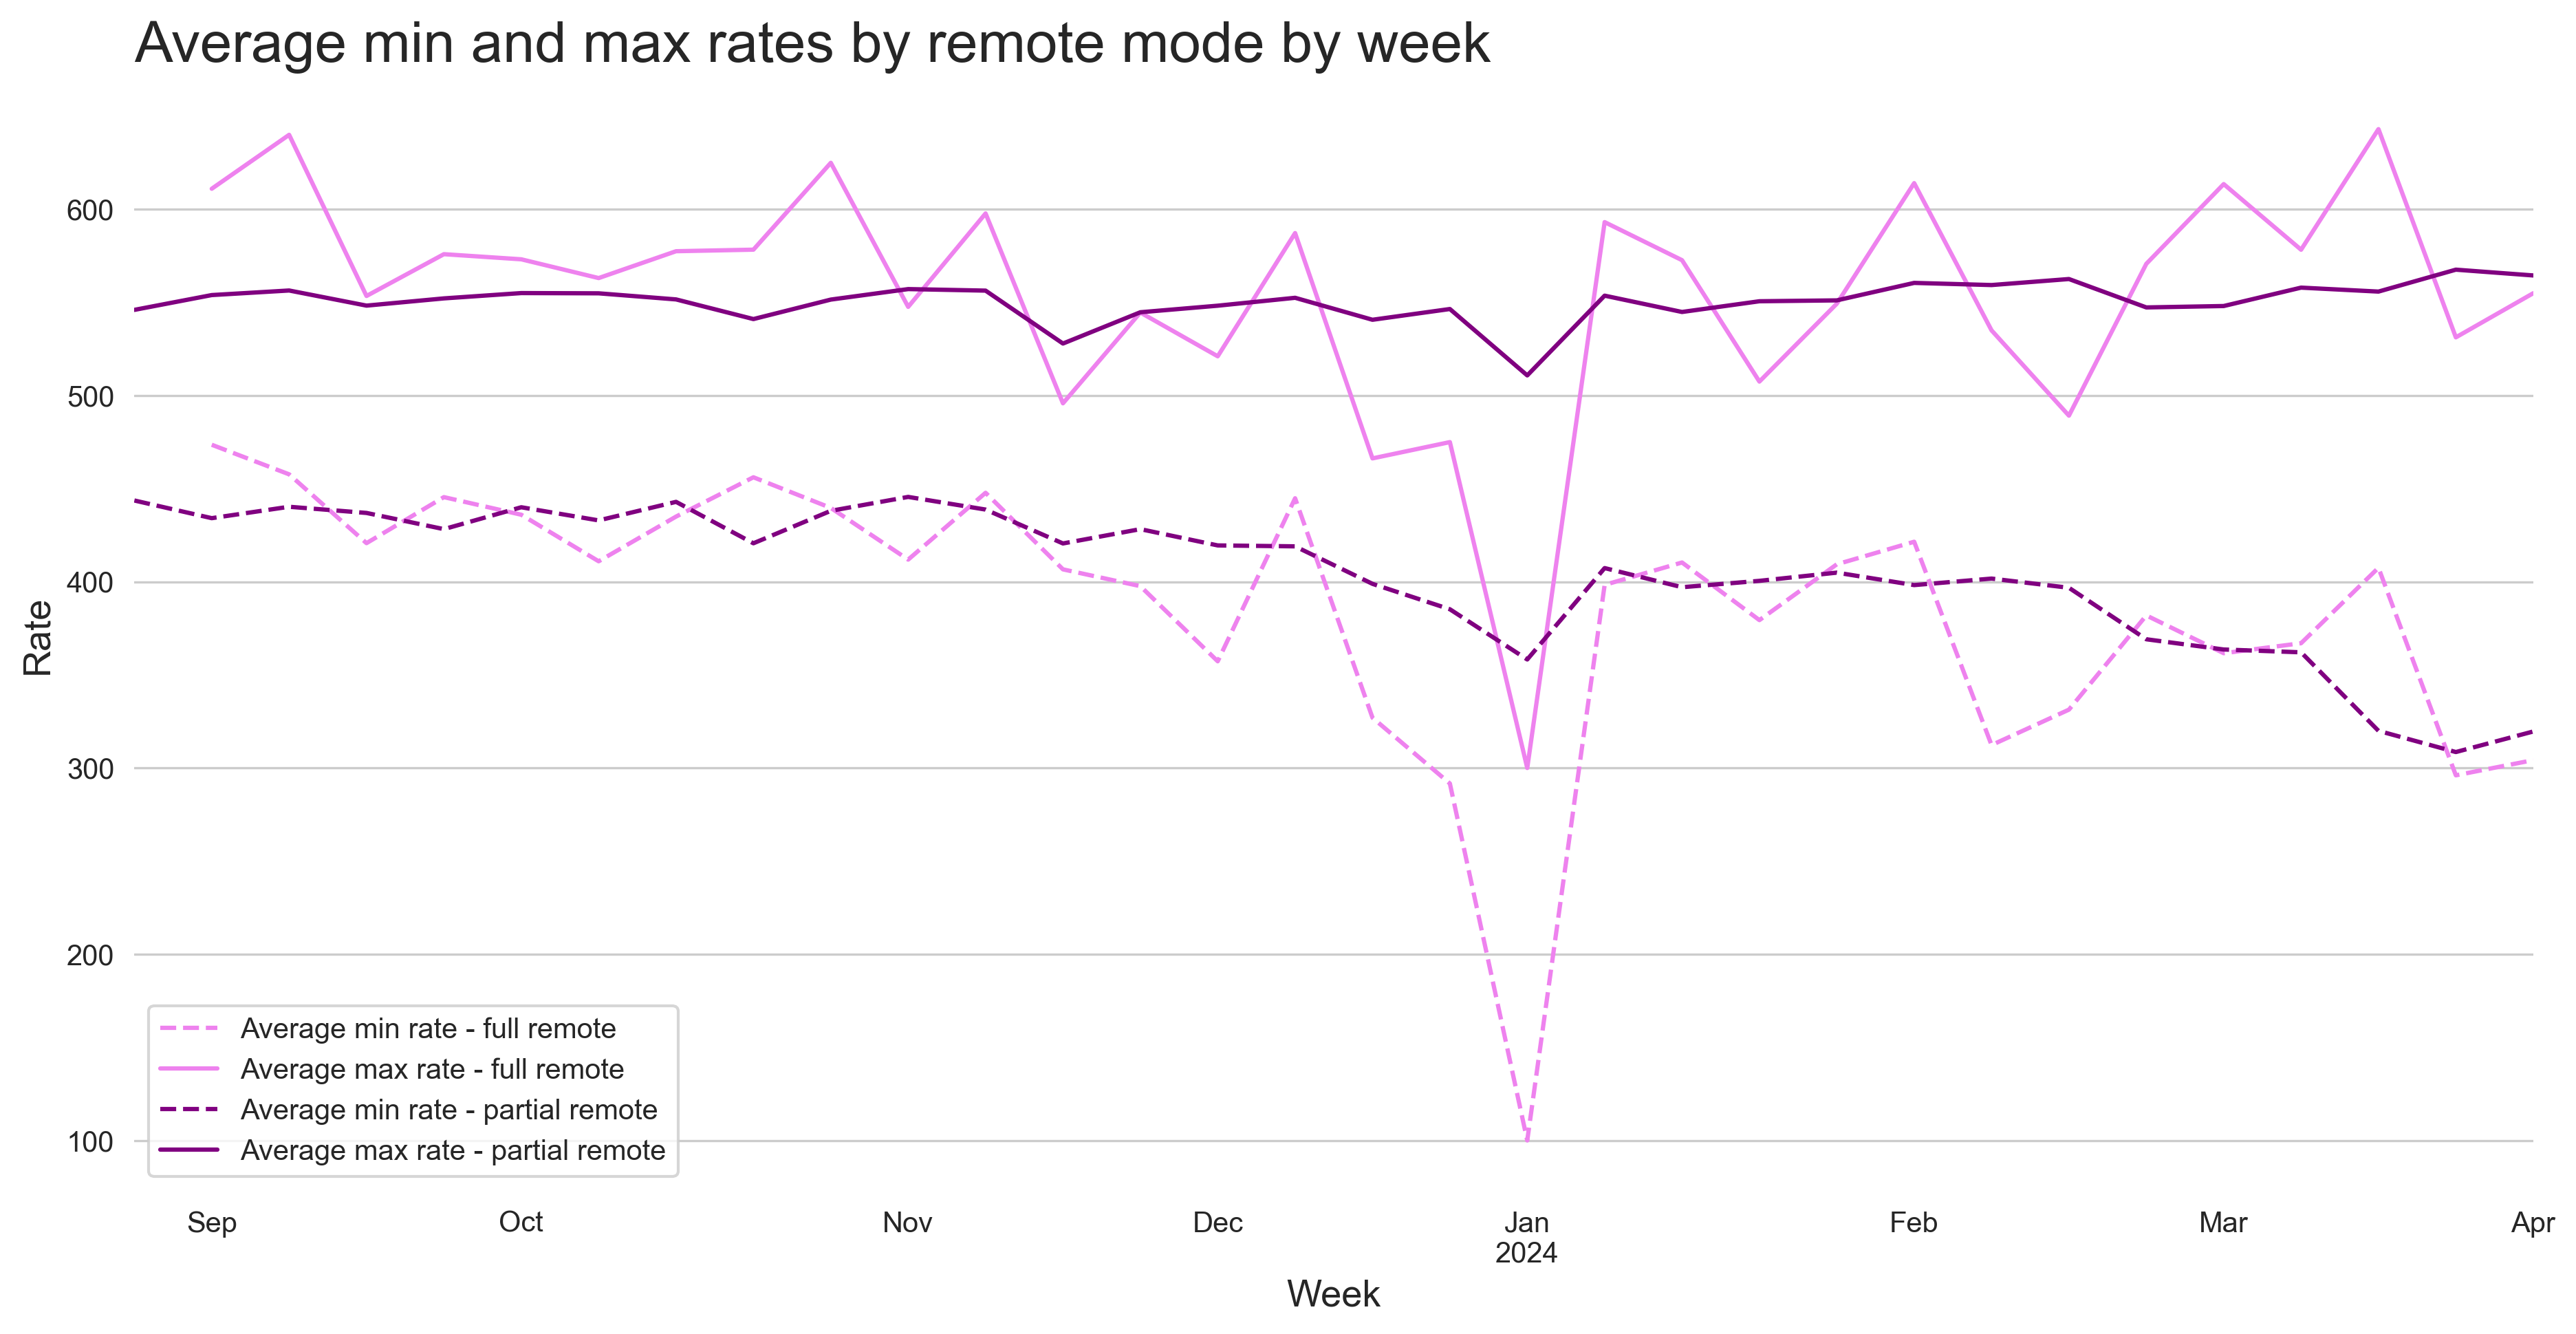 Average min and max rates by remote mode by week
Rate
600
500
400
300
200
100
Average min rate - full remote
Average max rate - full remote
Average min rate - partial remote
Average max rate - partial remote
Sep Oct Nov Dec Jan Feb Mar Apr
2024
Week